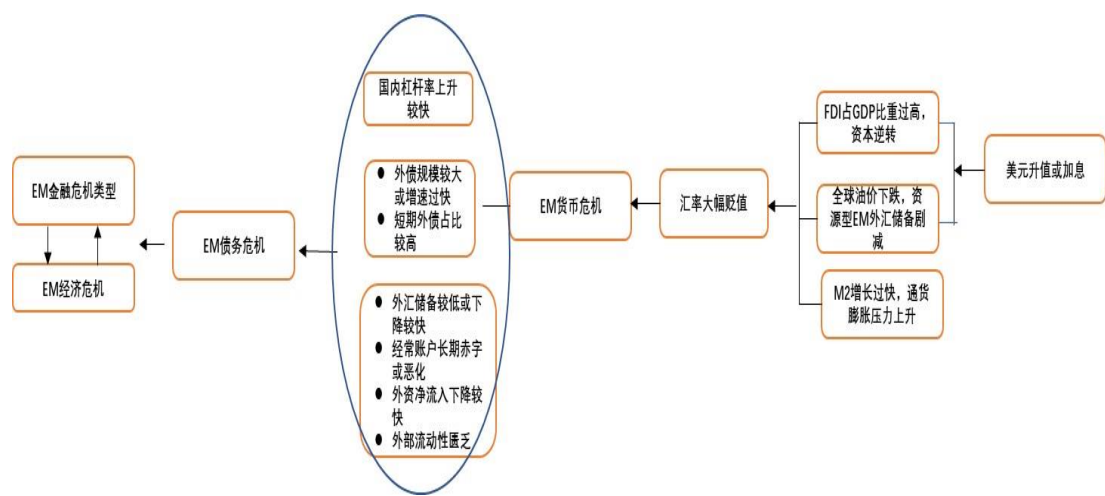 国内杠杆率上升
较快
EM金融危机类型
EM经济危机
EM债务危机
● 外债规模较大
或增速过快
● 短期外债占比
较高
● 外汇储备较低或下
降较快
● 经常账户长期赤字
或恶化
● 外资净流入下降较
快
● 外部流动性匮乏
EM货币危机
汇率大幅贬值
FDI占GDP比重过高,
资本逆转
全球油价下跌，资
源型EM外汇储备剧
减
M2增长过快，通货
膨胀压力上升
美元升值或加息